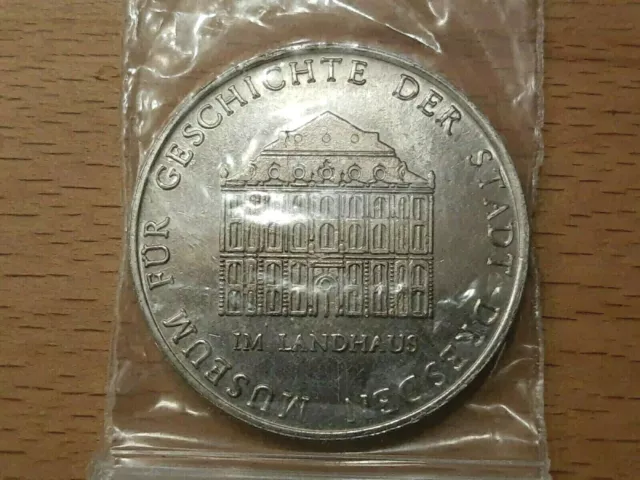 MUSEUM FÜR GESCHICHTE DER STADT · DRESDEN
IM LANDHAUS